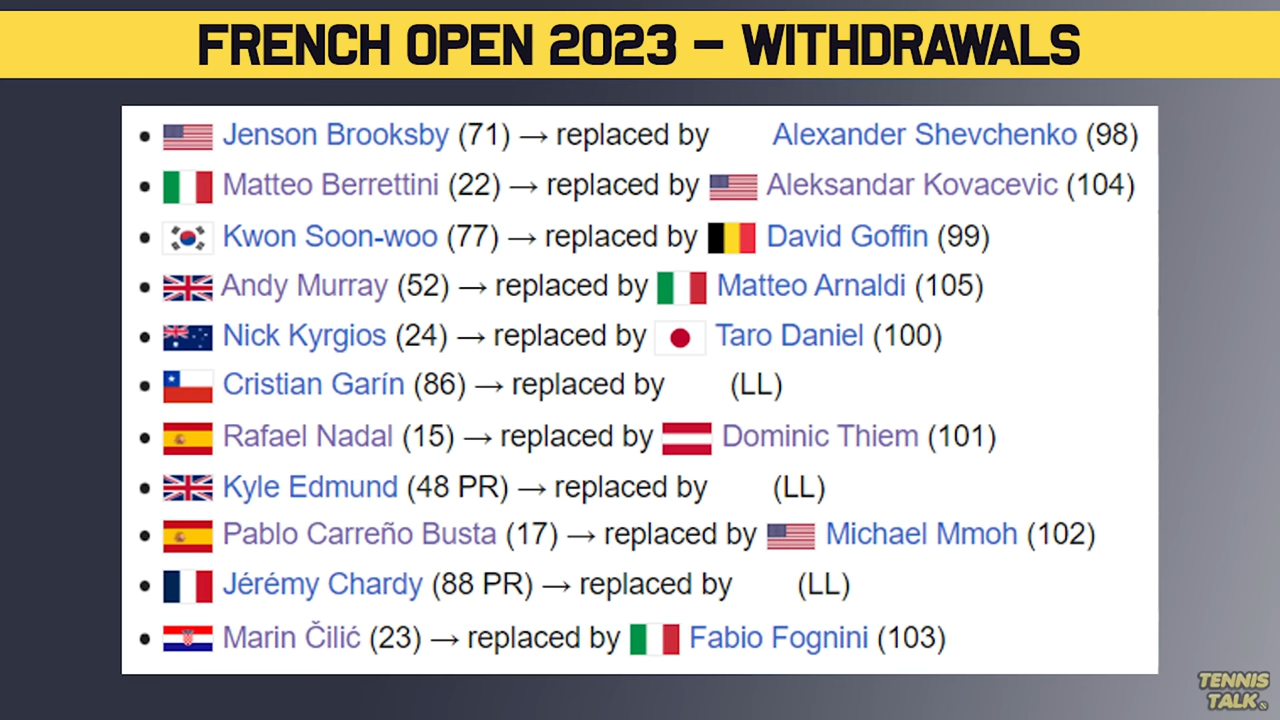 FRENCH OPEN 2023 – WITHDRAWALS
• Jenson Brooksby (71) → replaced by Alexander Shevchenko (98)
• Matteo Berrettini (22) → replaced by Aleksandar Kovacevic (104)
• Kwon Soon-woo (77) → replaced by David Goffin (99)
• Andy Murray (52) → replaced by Matteo Arnaldi (105)
• Nick Kyrgios (24) → replaced by Taro Daniel (100)
• Cristian Garín (86) → replaced by (LL)
• Rafael Nadal (15) → replaced by Dominic Thiem (101)
• Kyle Edmund (48 PR) → replaced by (LL)
• Pablo Carreño Busta (17) → replaced by Michael Mmoh (102)
• Jérémy Chardy (88 PR) → replaced by (LL)
• Marin Čilić (23) → replaced by Fabio Fognini (103)
TENNIS
TALK